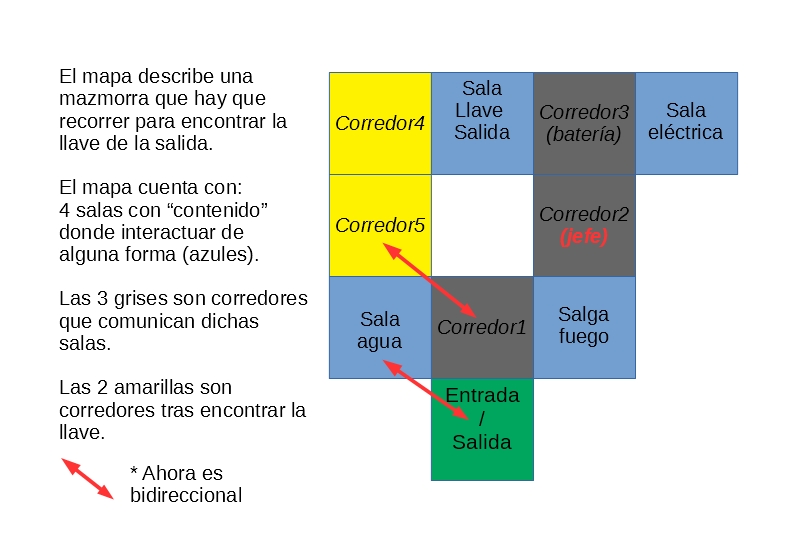 El mapa describe una
mazmorra que hay que
recorrer para encontrar la
llave de la salida.
El mapa cuenta con:
4 salas con “contenido”
donde interactuar de
alguna forma (azules).
Las 3 grises son corredores
que comunican dichas
salas.
Las 2 amarillas son
corredores tras encontrar la
llave.
* Ahora es
bidireccional
Corredor4
Sala
Llave
Salida
Corredor3
(batería)
Sala
eléctrica
Corredor5
Corredor2
(jefe)
Sala
agua
Corredor1
Salga
fuego
Entrada
/
Salida